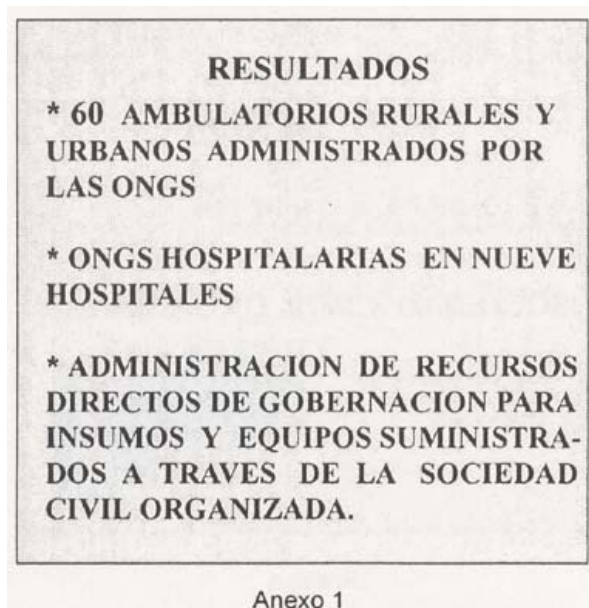 RESULTADOS
* 60 AMBULATORIOS RURALES Y
URBANOS ADMINISTRADOS POR
LAS ONGS
* ONGS HOSPITALARIAS EN NUEVE
HOSPITALES
* ADMINISTRACION DE RECURSOS
DIRECTOS DE GOBERNACION PARA
INSUMOS Y EQUIPOS SUMINISTRA-
DOS A TRAVES DE LA SOCIEDAD
CIVIL ORGANIZADA.
Anexo 1